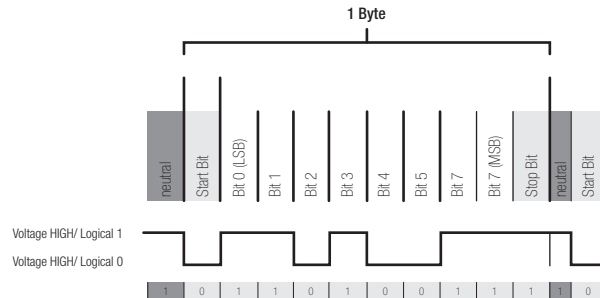 1 Byte
neutral
Start Bit
Bit 0 (LSB)
Bit 1
Bit 2
Bit 3
Bit 4
Bit 5
Bit 7
Bit 7 (MSB)
Stop Bit
neutral
Start Bit
Voltage HIGH/ Logical 1
Voltage HIGH/ Logical 0
1 0 1 1 0 1 0 0 1 1 1 1 0